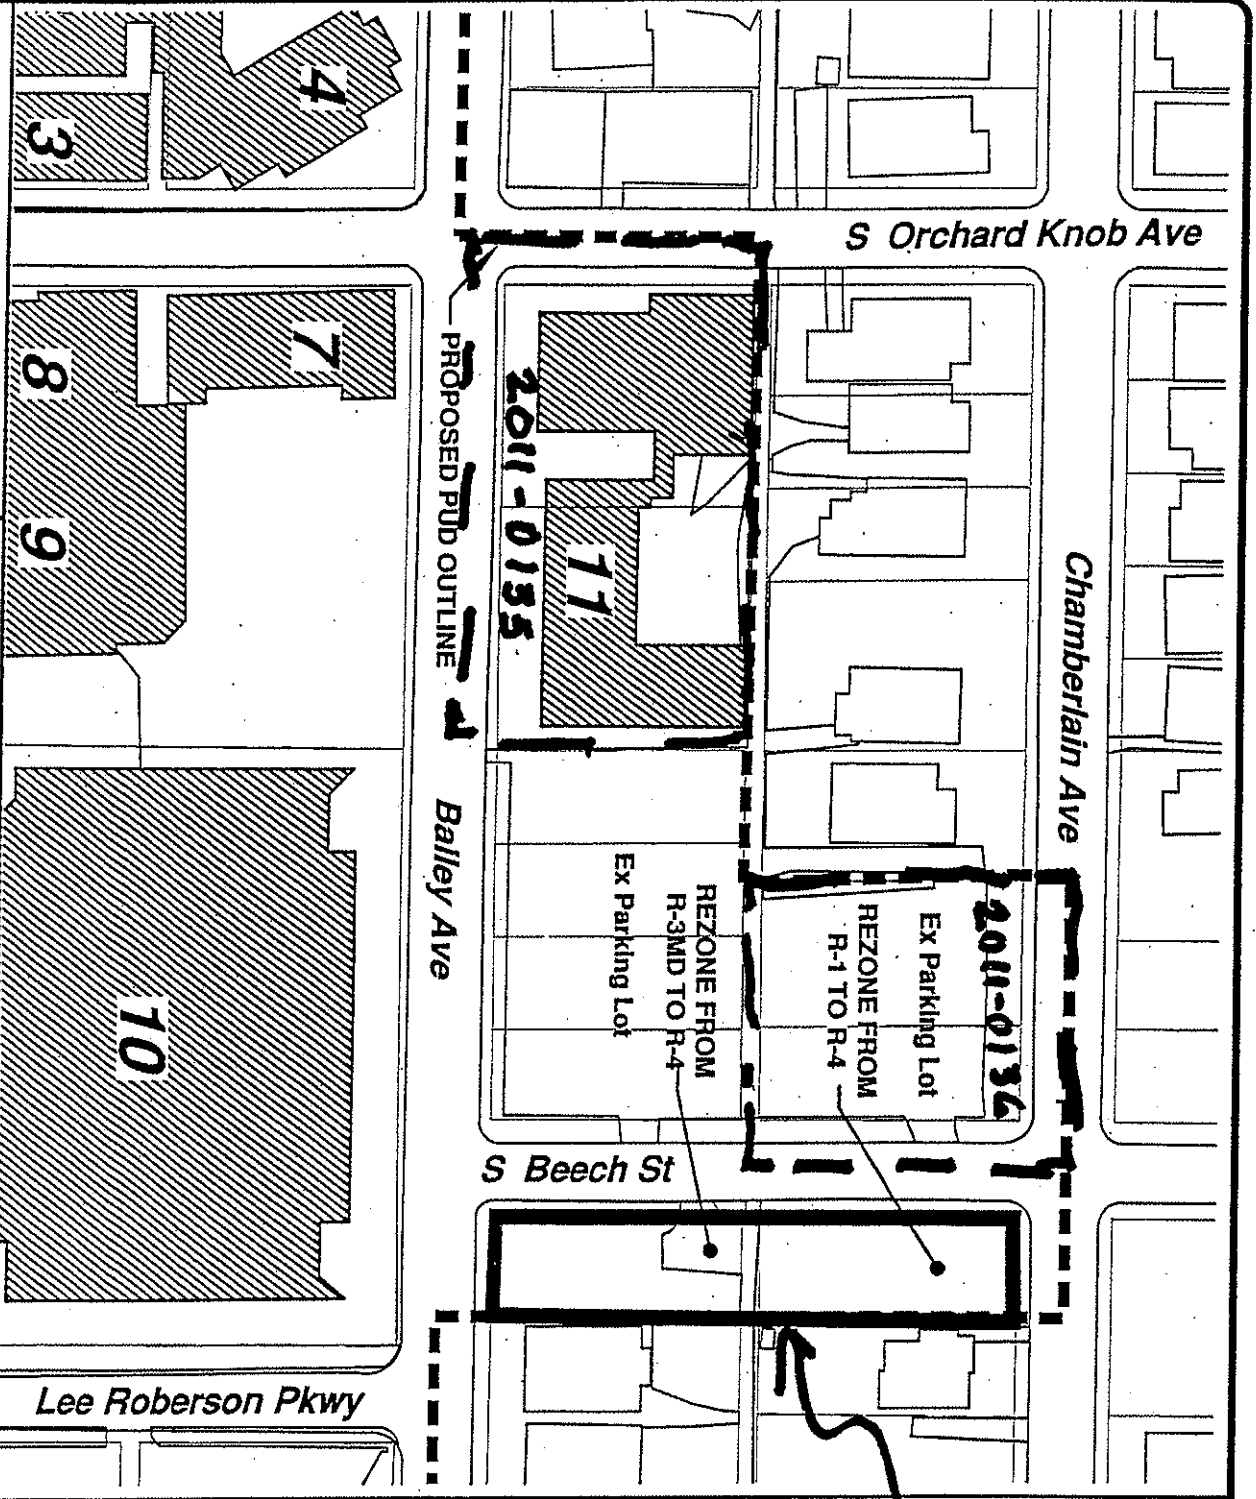 4
3
S Orchard Knob Ave
7
8
9
PROPOSED PUD OUTLINE
2011-0135
11
Chamberlain Ave
Bailey Ave
2011-0136
Ex Parking Lot
REZONE FROM
R-1 TO R-4
REZONE FROM
R-3MD TO R-4
Ex Parking Lot
10
S Beech St
Lee Roberson Pkwy